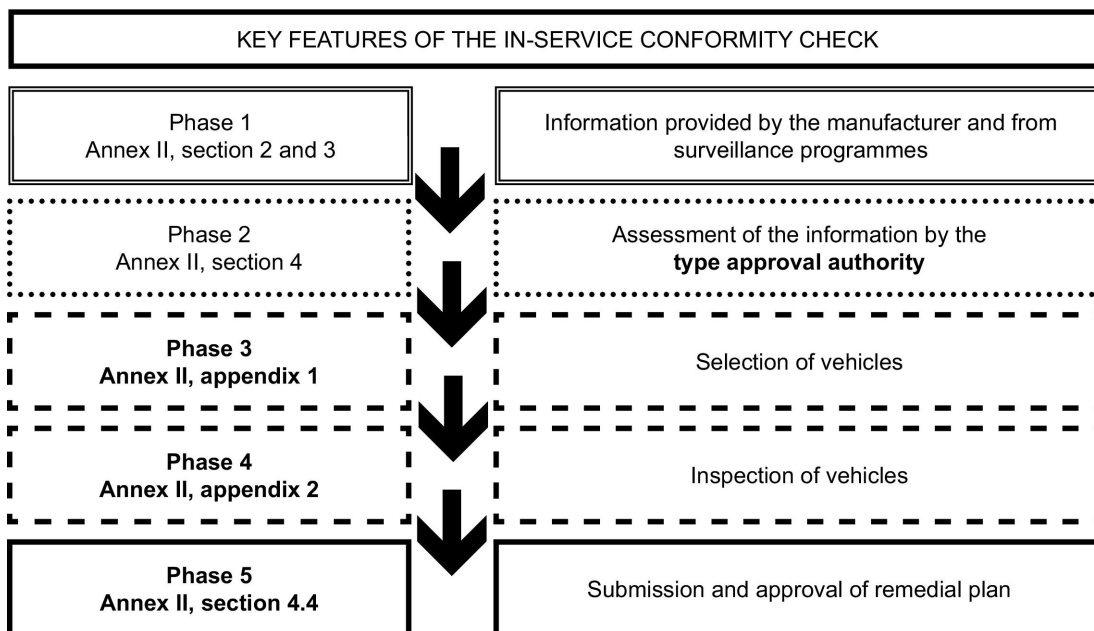 KEY FEATURES OF THE IN-SERVICE CONFORMITY CHECK
Phase 1
Annex II, section 2 and 3
Information provided by the manufacturer and from
surveillance programmes
Phase 2
Annex II, section 4
Assessment of the information by the
type approval authority
Phase 3
Annex II, appendix 1
Selection of vehicles
Phase 4
Annex II, appendix 2
Inspection of vehicles
Phase 5
Annex II, section 4.4
Submission and approval of remedial plan